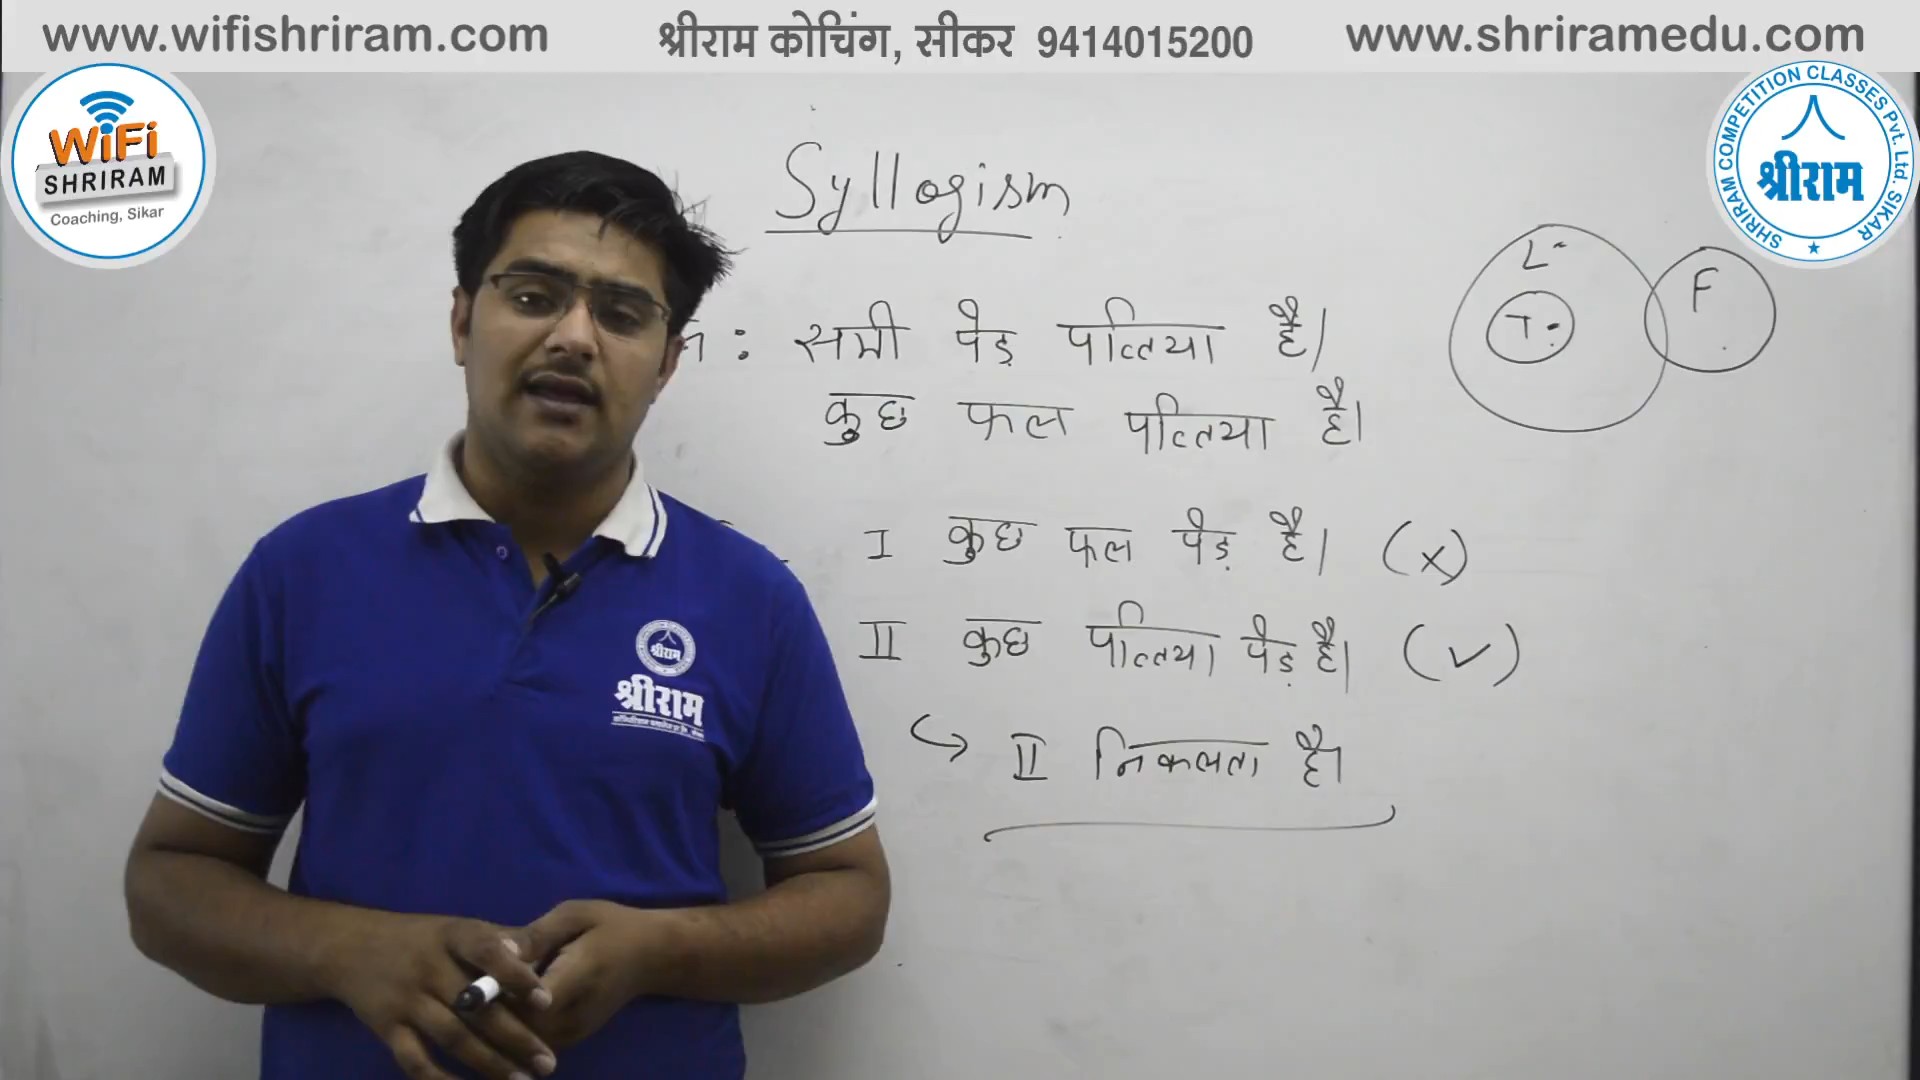 www.wifishriram.com
श्रीराम कोचिंग, सीकर 9414015200
www.shriramedu.com
WiFi
SHRIRAM
Coaching, Sikar
SHRIRAM COMPETITION CLASSES Pvt. Ltd. SIKAR
श्रीराम
Syllogism
L
T
F
: सभी पेड़ पत्तिया है।
कुछ फल पत्तिया है।
I कुछ फल पेड़ है। (x)
II कुछ पत्तिया पेड़ है। (✓)
↪ II निकलता है।
श्रीराम
श्रीराम